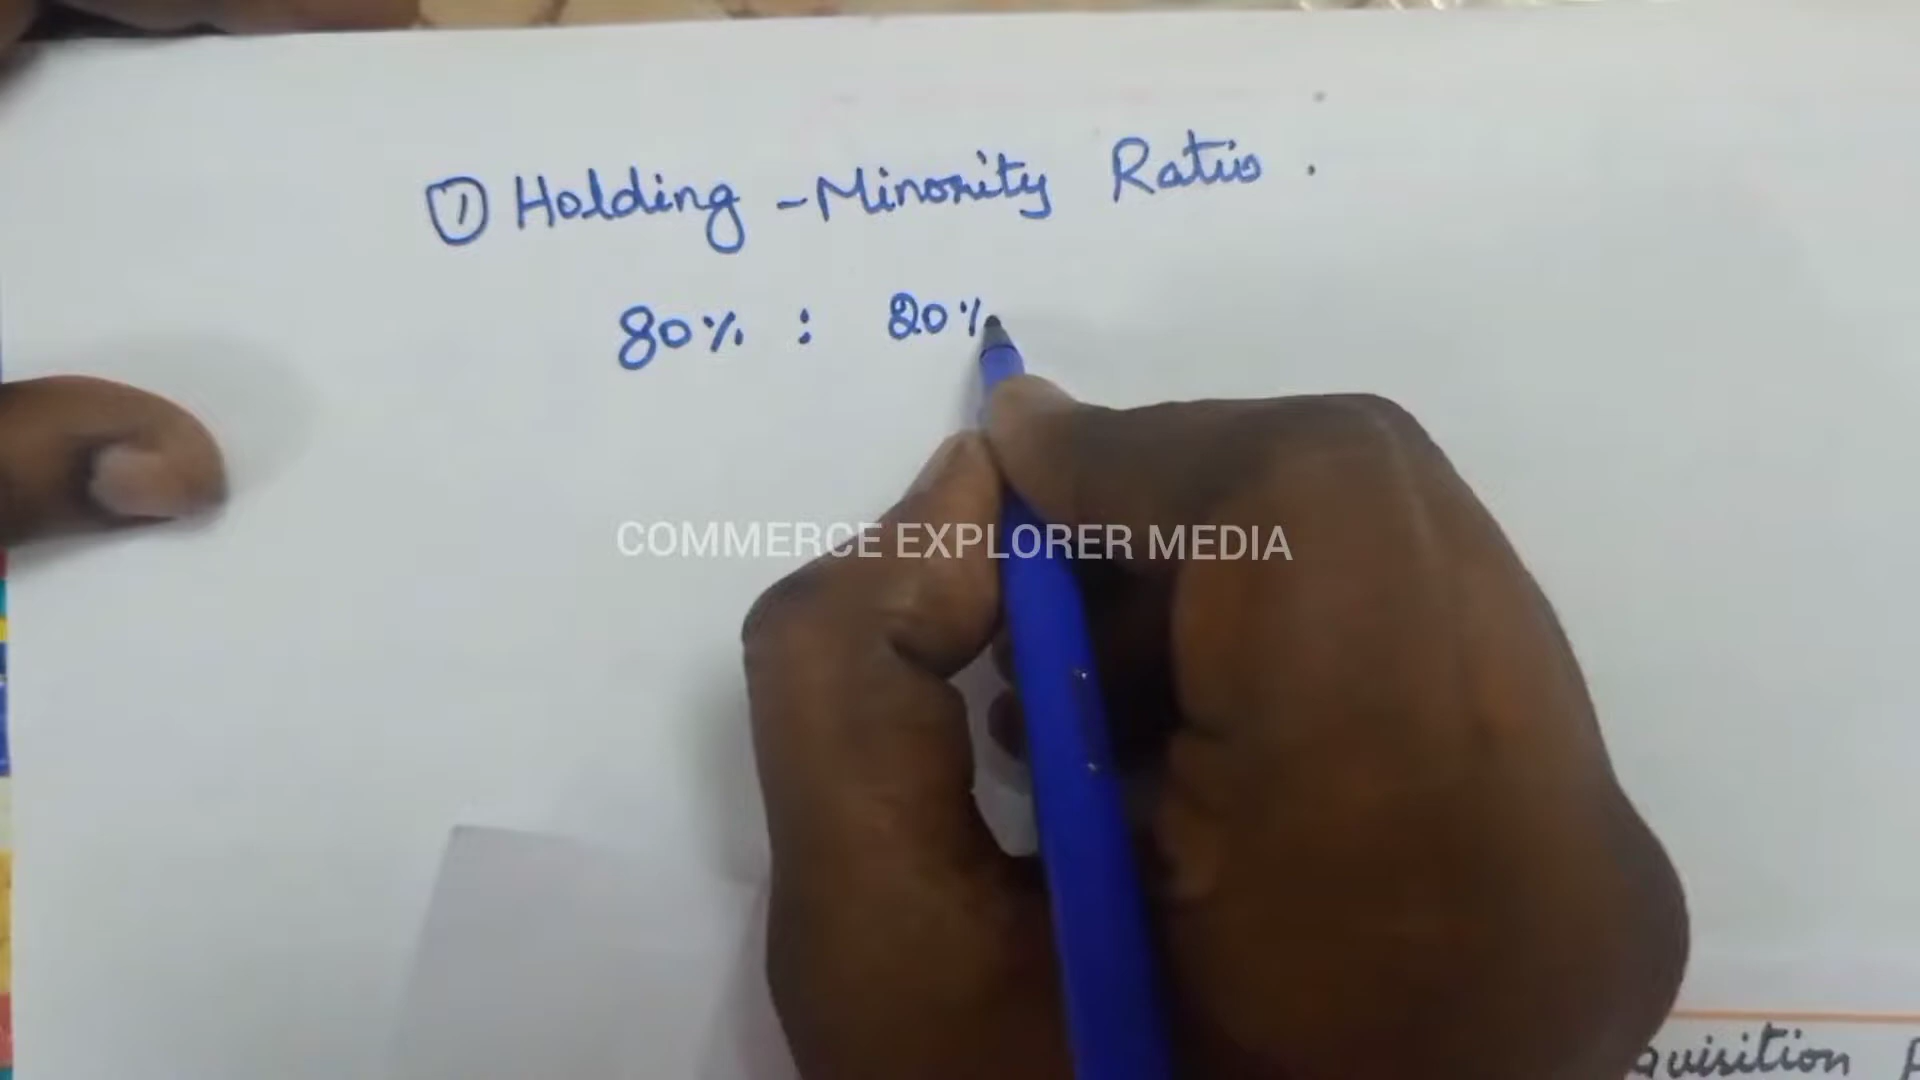 ① Holding - Minority Ratio.
80% : 20%
COMMERCE EXPLORER MEDIA
quisition